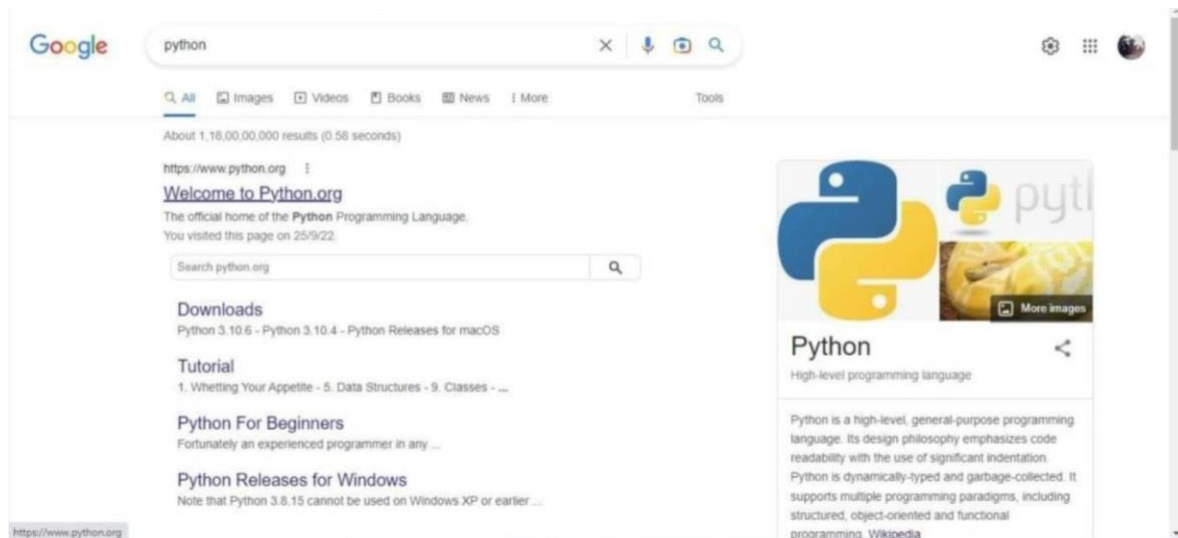 Google
python
All Images Videos Books News More Tools
About 1,18,00,00,000 results (0.58 seconds)
https://www.python.org
Welcome to Python.org
The official home of the Python Programming Language.
You visited this page on 25/9/22.
Search python.org
Downloads
Python 3.10.6 - Python 3.10.4 - Python Releases for macOS
Tutorial
1. Whetting Your Appetite - 5. Data Structures - 9. Classes - ...
Python For Beginners
Fortunately an experienced programmer in any ...
Python Releases for Windows
Note that Python 3.8.15 cannot be used on Windows XP or earlier ...
pyth
More images
Python
High-level programming language
Python is a high-level, general-purpose programming
language. Its design philosophy emphasizes code
readability with the use of significant indentation.
Python is dynamically-typed and garbage-collected. It
supports multiple programming paradigms, including
structured, object-oriented and functional
programming. Wikipedia
https://www.python.org